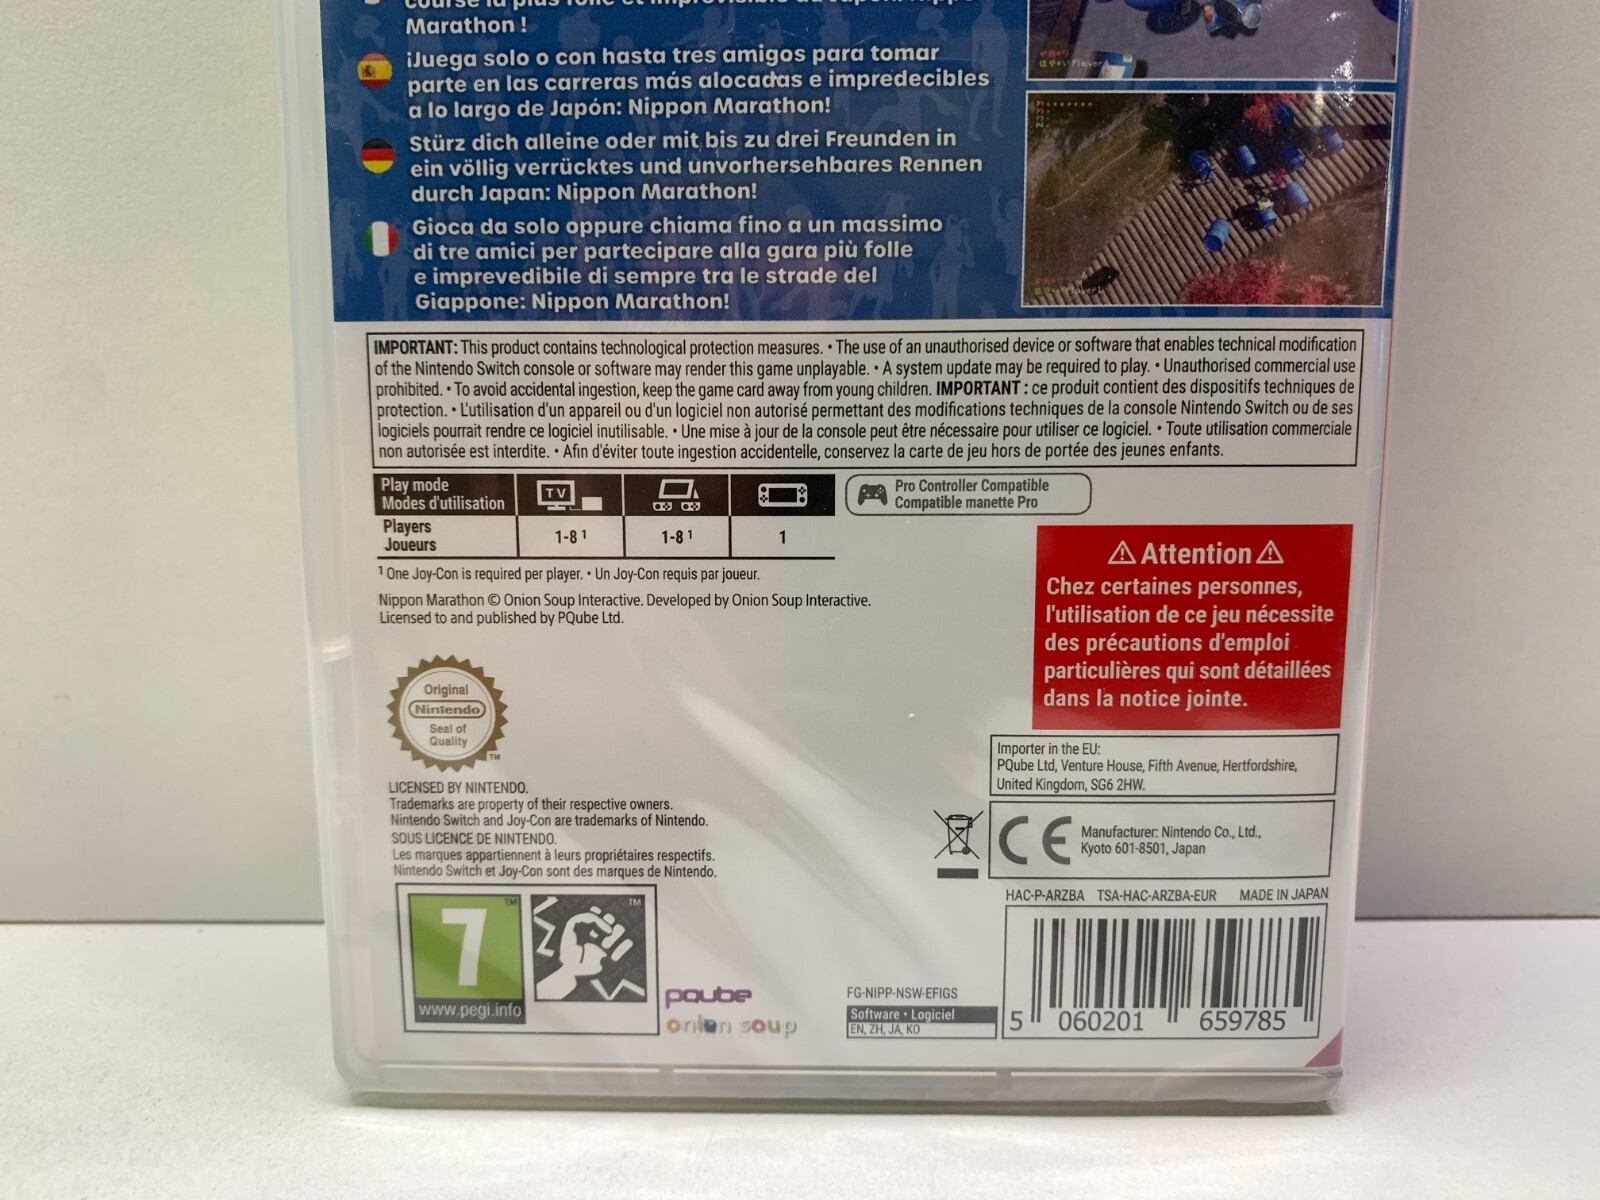 Marathon !
¡Juega solo o con hasta tres amigos para tomar
parte en las carreras más alocadas e impredecibles
a lo largo de Japón: Nippon Marathon!
Stürz dich alleine oder mit bis zu drei Freunden in
ein völlig verrücktes und unvorhersehbares Rennen
durch Japan: Nippon Marathon!
Gioca da solo oppure chiama fino a un massimo
di tre amici per partecipare alla gara più folle
e imprevedibile di sempre tra le strade del
Giappone: Nippon Marathon!
IMPORTANT: This product contains technological protection measures. • The use of an unauthorised device or software that enables technical modification
of the Nintendo Switch console or software may render this game unplayable. • A system update may be required to play. • Unauthorised commercial use
prohibited. • To avoid accidental ingestion, keep the game card away from young children. IMPORTANT : ce produit contient des dispositifs techniques de
protection. • L'utilisation d'un appareil ou d'un logiciel non autorisé permettant des modifications techniques de la console Nintendo Switch ou de ses
logiciels pourrait rendre ce logiciel inutilisable. • Une mise à jour de la console peut être nécessaire pour utiliser ce logiciel. • Toute utilisation commerciale
non autorisée est interdite. • Afin d'éviter toute ingestion accidentelle, conservez la carte de jeu hors de portée des jeunes enfants.
Play mode
Modes d'utilisation
TV
Pro Controller Compatible
Compatible manette Pro
Players
Joueurs
1-8 ¹
1-8 ¹
1
¹ One Joy-Con is required per player. • Un Joy-Con requis par joueur.
Nippon Marathon © Onion Soup Interactive. Developed by Onion Soup Interactive.
Licensed to and published by PQube Ltd.
⚠ Attention ⚠
Chez certaines personnes,
l'utilisation de ce jeu nécessite
des précautions d'emploi
particulières qui sont détaillées
dans la notice jointe.
Original
Nintendo
Seal of
Quality
TM
Importer in the EU:
PQube Ltd, Venture House, Fifth Avenue, Hertfordshire,
United Kingdom, SG6 2HW.
LICENSED BY NINTENDO.
Trademarks are property of their respective owners.
Nintendo Switch and Joy-Con are trademarks of Nintendo.
SOUS LICENCE DE NINTENDO.
Les marques appartiennent à leurs propriétaires respectifs.
Nintendo Switch et Joy-Con sont des marques de Nintendo.
CE
Manufacturer: Nintendo Co., Ltd.,
Kyoto 601-8501, Japan
HAC-P-ARZBA TSA-HAC-ARZBA-EUR MADE IN JAPAN
7
TM
TM
www.pegi.info
pqube
onion soup
FG-NIPP-NSW-EFIGS
Software • Logiciel
EN, ZH, JA, KO
5 060201 659785